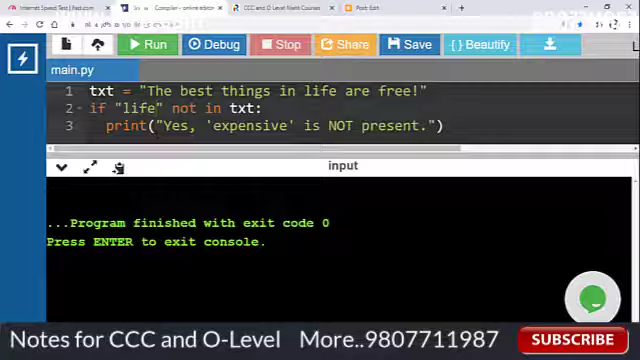 Internet Speed Test | Fast.com
Compiler - online editor
CCC and O Level Nielit Courses
Post: Edit
Run
Debug
Stop
Share
Save
{ } Beautify
main.py
1 txt = "The best things in life are free!"
2 if "life" not in txt:
3 print("Yes, 'expensive' is NOT present.")
input
...Program finished with exit code 0
Press ENTER to exit console.
Notes for CCC and O-Level More..9807711987
SUBSCRIBE